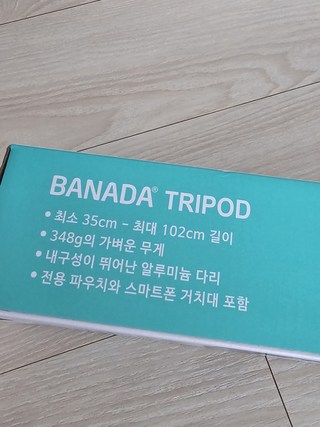 BANADA® TRIPOD
• 최소 35cm - 최대 102cm 길이
• 348g의 가벼운 무게
• 내구성이 뛰어난 알루미늄 다리
• 전용 파우치와 스마트폰 거치대 포함